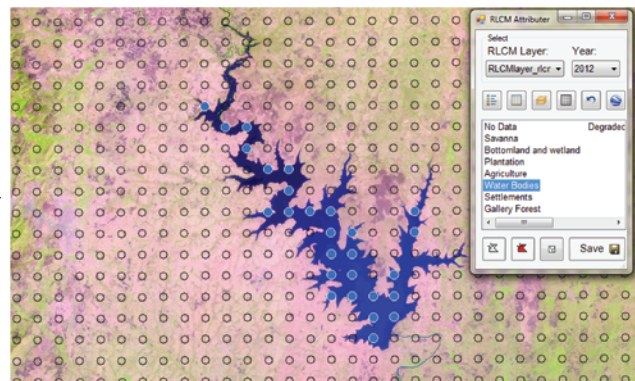 RLCM Attributer
Select
RLCM Layer: Year:
RLCMlayer_rlcr 2012
No Data Degraded
Savanna
Bottomland and wetland
Plantation
Agriculture
Water Bodies
Settlements
Gallery Forest
Save